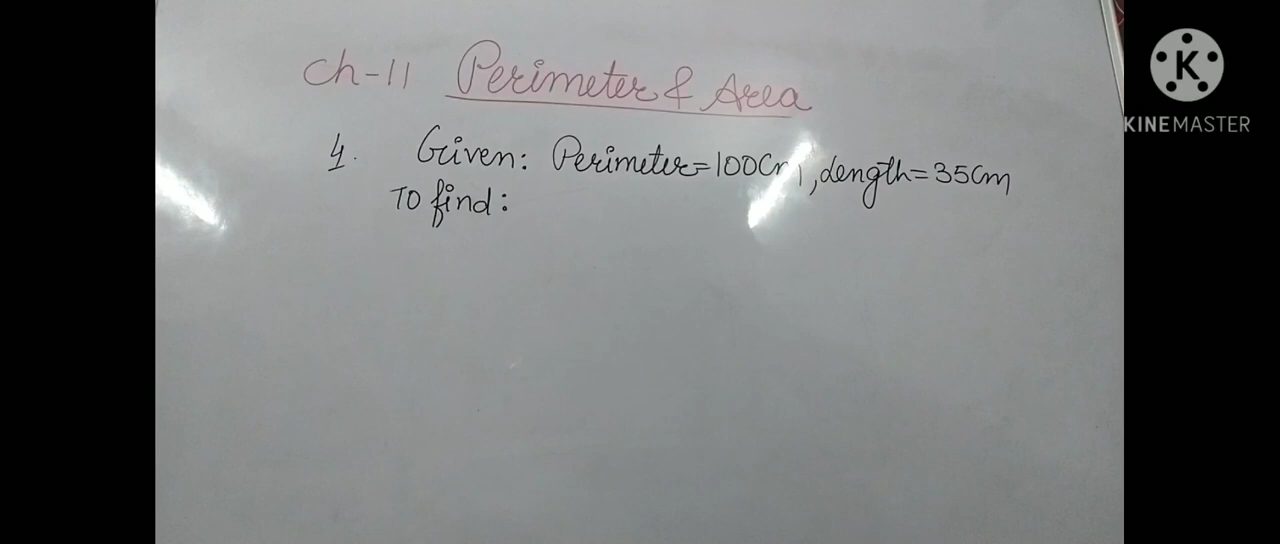 Ch-11 Perimeter & Area
4. Given: Perimeter=100Cm, Length=35Cm
To find:
K
KINEMASTER